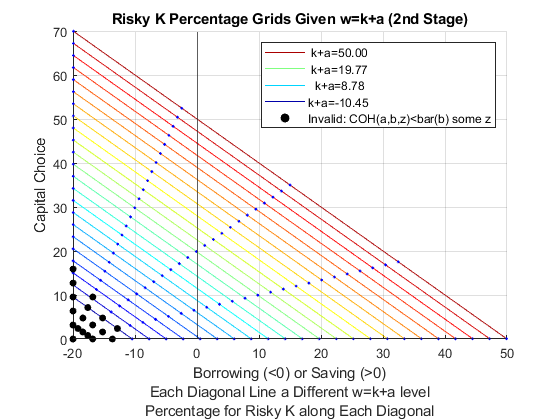 Risky K Percentage Grids Given w=k+a (2nd Stage)
70
60
50
40
30
20
10
0
Capital Choice
k+a=50.00
k+a=19.77
k+a=8.78
k+a=-10.45
Invalid: COH(a,b,z)<bar(b) some z
-20 -10 0 10 20 30 40 50
Borrowing (<0) or Saving (>0)
Each Diagonal Line a Different w=k+a level
Percentage for Risky K along Each Diagonal